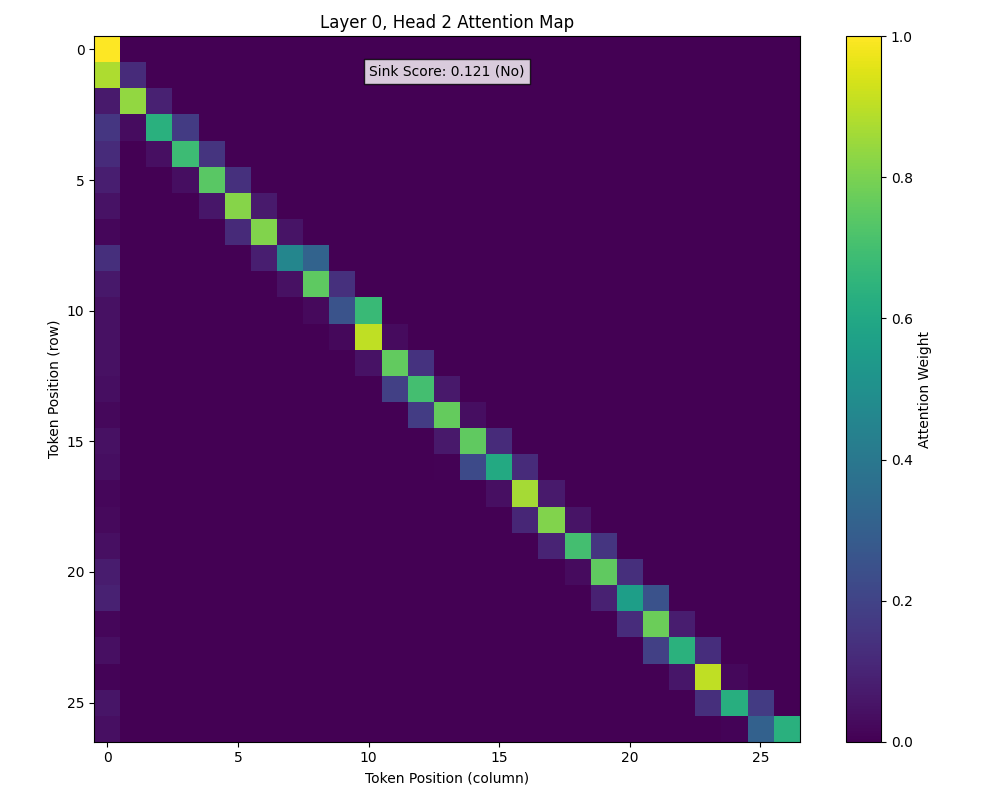 Layer 0, Head 2 Attention Map
Sink Score: 0.121 (No)
0
5
10
15
20
25
Token Position (row)
0 5 10 15 20 25
Token Position (column)
1.0
0.8
0.6
0.4
0.2
0.0
Attention Weight